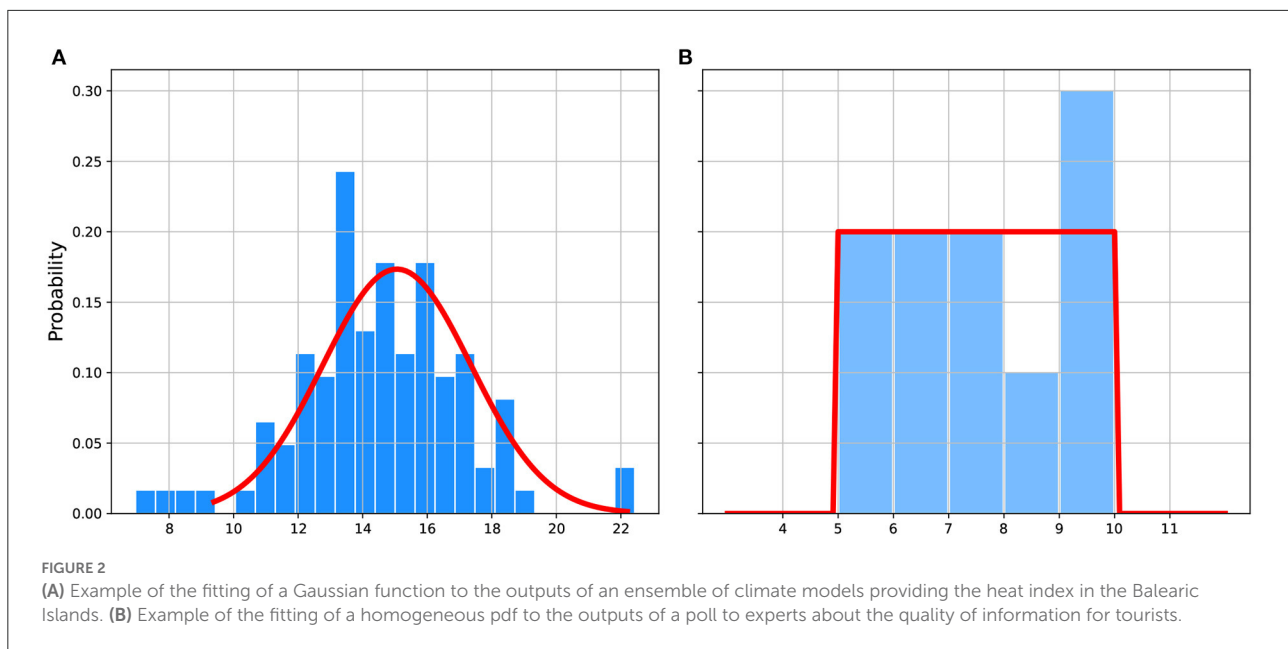 A
B
0.30
0.25
0.20
0.15
0.10
0.05
0.00
Probability
8 10 12 14 16 18 20 22
4 5 6 7 8 9 10 11
FIGURE 2
(A) Example of the fitting of a Gaussian function to the outputs of an ensemble of climate models providing the heat index in the Balearic
Islands. (B) Example of the fitting of a homogeneous pdf to the outputs of a poll to experts about the quality of information for tourists.